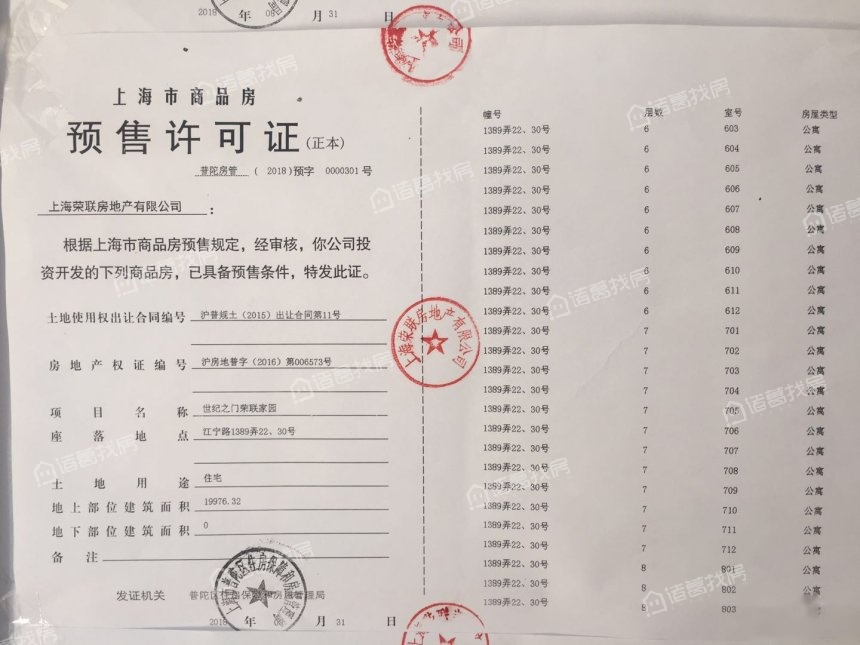 2018 年 08 月 31 日
上海市商品房
预售许可证(正本)
普陀房管 ( 2018)预字 0000301 号
上海荣联房地产有限公司 :
根据上海市商品房预售规定,经审核,你公司投
资开发的下列商品房,已具备预售条件,特发此证。
土地使用权出让合同编号 沪普规土(2015)出让合同第11号
房地产权证编号 沪房地普字(2016)第006573号
项目名称 世纪之门荣联家园
座落地点 江宁路1389弄22、30号
土地用途 住宅
地上部位建筑面积 19976.32
地下部位建筑面积 0
备注
发证机关 普陀区住房保障和房屋管理局
2018 年 08 月 31 日
上海荣联房地产有限公司
幢号 层数 室号 房屋类型
1389弄22、30号 6 603 公寓
1389弄22、30号 6 604 公寓
1389弄22、30号 6 605 公寓
1389弄22、30号 6 606 公寓
1389弄22、30号 6 607 公寓
1389弄22、30号 6 608 公寓
1389弄22、30号 6 609 公寓
1389弄22、30号 6 610 公寓
1389弄22、30号 6 611 公寓
1389弄22、30号 6 612 公寓
1389弄22、30号 7 701 公寓
1389弄22、30号 7 702 公寓
1389弄22、30号 7 703 公寓
1389弄22、30号 7 704 公寓
1389弄22、30号 7 705 公寓
1389弄22、30号 7 706 公寓
1389弄22、30号 7 707 公寓
1389弄22、30号 7 708 公寓
1389弄22、30号 7 709 公寓
1389弄22、30号 7 710 公寓
1389弄22、30号 7 711 公寓
1389弄22、30号 7 712 公寓
1389弄22、30号 8 801 公寓
1389弄22、30号 8 802 公寓
1389弄22、30号 8 803
诸葛找房